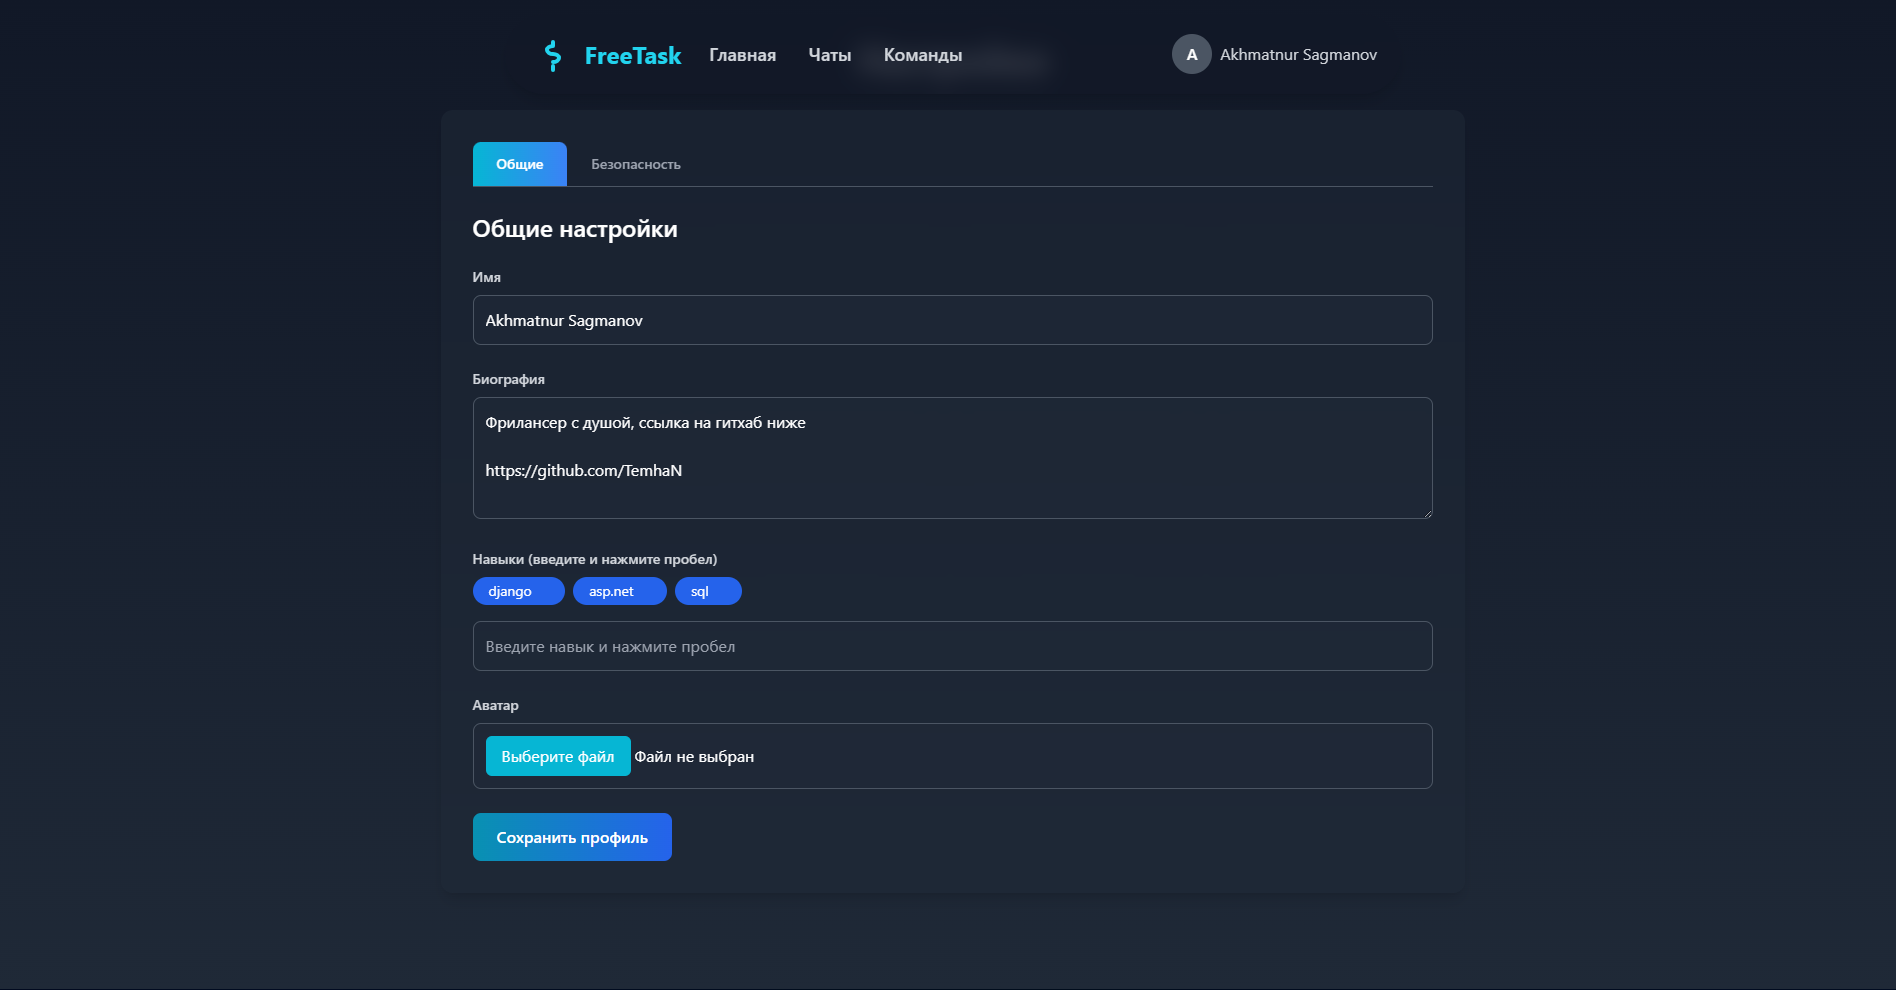 FreeTask
Главная
Чаты
Команды
A
Akhmatnur Sagmanov
Общие
Безопасность
Общие настройки
Имя
Akhmatnur Sagmanov
Биография
Фрилансер с душой, ссылка на гитхаб ниже
https://github.com/TemhaN
Навыки (введите и нажмите пробел)
django
asp.net
sql
Введите навык и нажмите пробел
Аватар
Выберите файл Файл не выбран
Сохранить профиль